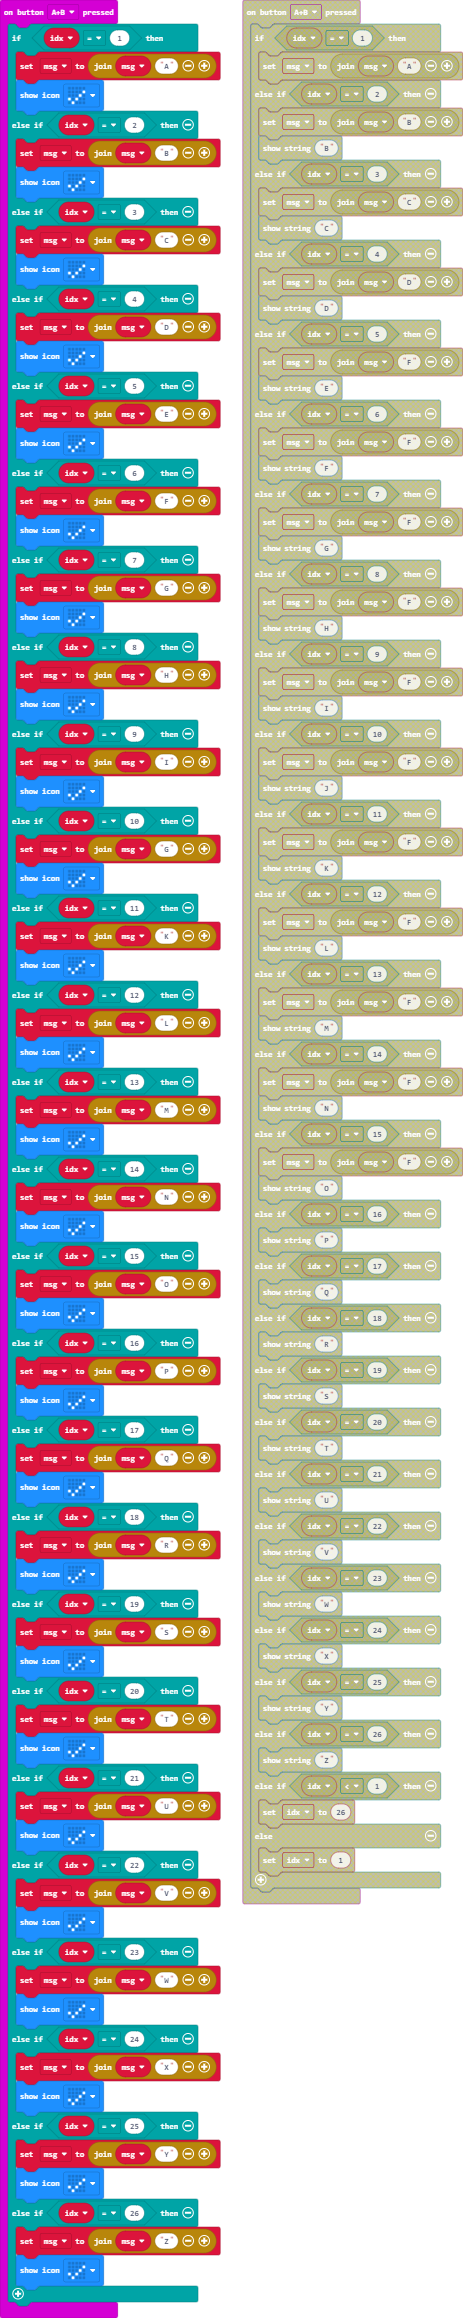 on button A+B pressed
if idx = 1 then
set msg to join msg "A"
show icon
else if idx = 2 then
set msg to join msg "B"
show icon
else if idx = 3 then
set msg to join msg "C"
show icon
else if idx = 4 then
set msg to join msg "D"
show icon
else if idx = 5 then
set msg to join msg "E"
show icon
else if idx = 6 then
set msg to join msg "F"
show icon
else if idx = 7 then
set msg to join msg "G"
show icon
else if idx = 8 then
set msg to join msg "H"
show icon
else if idx = 9 then
set msg to join msg "I"
show icon
else if idx = 10 then
set msg to join msg "G"
show icon
else if idx = 11 then
set msg to join msg "K"
show icon
else if idx = 12 then
set msg to join msg "L"
show icon
else if idx = 13 then
set msg to join msg "M"
show icon
else if idx = 14 then
set msg to join msg "N"
show icon
else if idx = 15 then
set msg to join msg "O"
show icon
else if idx = 16 then
set msg to join msg "P"
show icon
else if idx = 17 then
set msg to join msg "Q"
show icon
else if idx = 18 then
set msg to join msg "R"
show icon
else if idx = 19 then
set msg to join msg "S"
show icon
else if idx = 20 then
set msg to join msg "T"
show icon
else if idx = 21 then
set msg to join msg "U"
show icon
else if idx = 22 then
set msg to join msg "V"
show icon
else if idx = 23 then
set msg to join msg "W"
show icon
else if idx = 24 then
set msg to join msg "X"
show icon
else if idx = 25 then
set msg to join msg "Y"
show icon
else if idx = 26 then
set msg to join msg "Z"
show icon
on button A+B pressed
if idx = 1 then
set msg to join msg "A"
else if idx = 2 then
set msg to join msg "B"
show string "B"
else if idx = 3 then
set msg to join msg "C"
show string "C"
else if idx = 4 then
set msg to join msg "D"
show string "D"
else if idx = 5 then
set msg to join msg "F"
show string "E"
else if idx = 6 then
set msg to join msg "F"
show string "F"
else if idx = 7 then
set msg to join msg "F"
show string "G"
else if idx = 8 then
set msg to join msg "F"
show string "H"
else if idx = 9 then
set msg to join msg "F"
show string "I"
else if idx = 10 then
set msg to join msg "F"
show string "J"
else if idx = 11 then
set msg to join msg "F"
show string "K"
else if idx = 12 then
set msg to join msg "F"
show string "L"
else if idx = 13 then
set msg to join msg "F"
show string "M"
else if idx = 14 then
set msg to join msg "F"
show string "N"
else if idx = 15 then
set msg to join msg "F"
show string "O"
else if idx = 16 then
show string "P"
else if idx = 17 then
show string "Q"
else if idx = 18 then
show string "R"
else if idx = 19 then
show string "S"
else if idx = 20 then
show string "T"
else if idx = 21 then
show string "U"
else if idx = 22 then
show string "V"
else if idx = 23 then
show string "W"
else if idx = 24 then
show string "X"
else if idx = 25 then
show string "Y"
else if idx = 26 then
show string "Z"
else if idx < 1 then
set idx to 26
else
set idx to 1